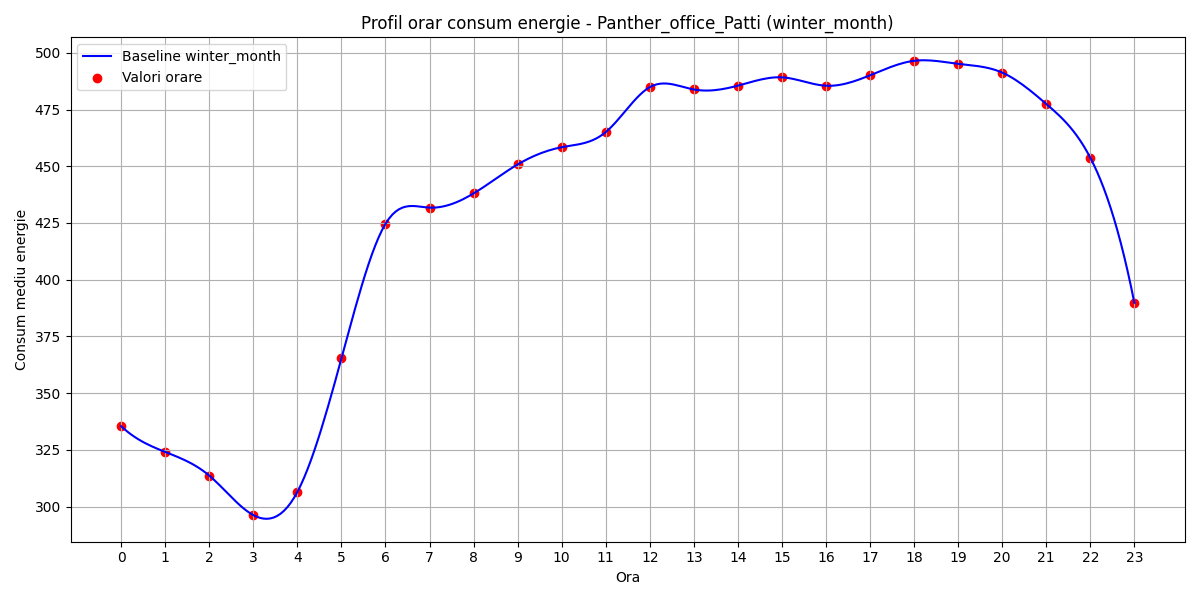 Profil orar consum energie - Panther_office_Patti (winter_month)
Baseline winter_month
Valori orare
Consum mediu energie
500
475
450
425
400
375
350
325
300
0 1 2 3 4 5 6 7 8 9 10 11 12 13 14 15 16 17 18 19 20 21 22 23
Ora